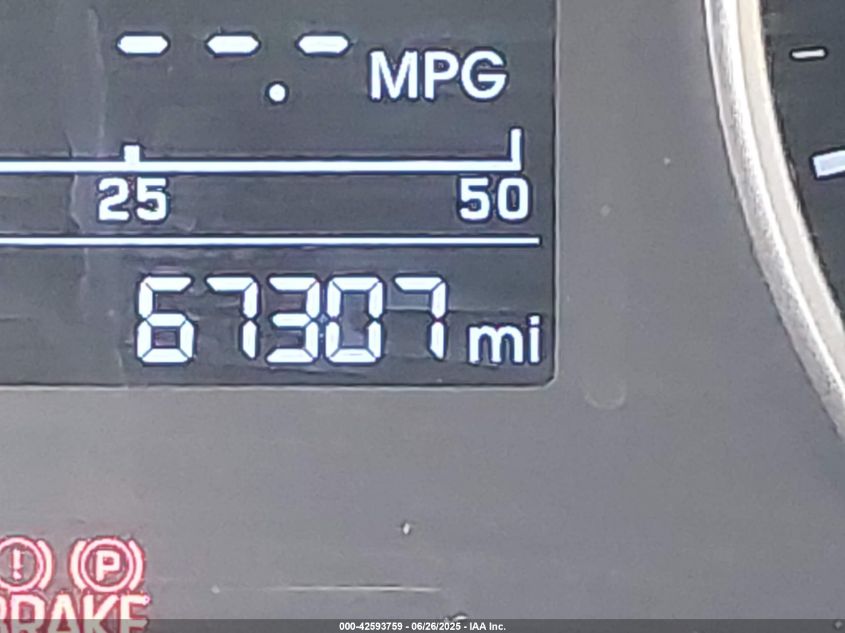 --.- MPG
25 50
67307 mi
(!) (P)
BRAKE
000-42593759 - 06/26/2025 - IAA Inc.